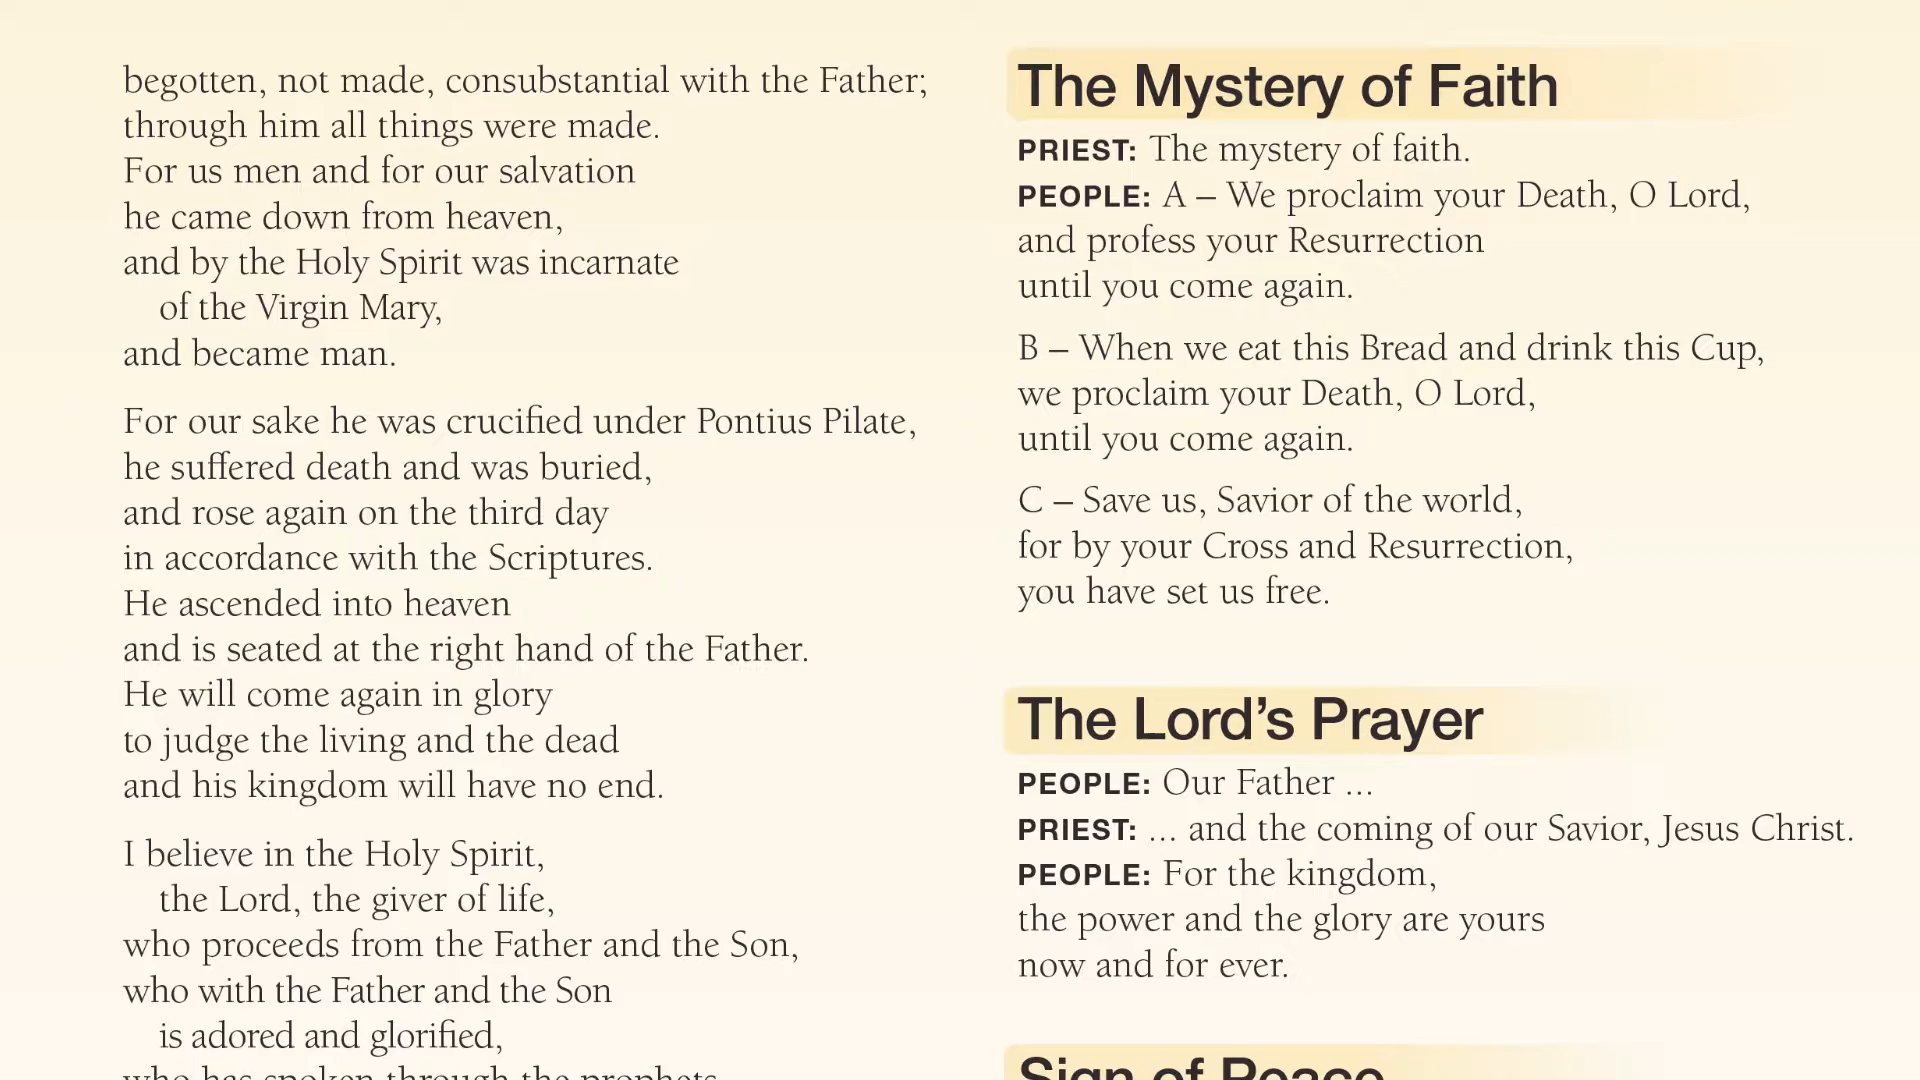 begotten, not made, consubstantial with the Father;
through him all things were made.
For us men and for our salvation
he came down from heaven,
and by the Holy Spirit was incarnate
of the Virgin Mary,
and became man.
For our sake he was crucified under Pontius Pilate,
he suffered death and was buried,
and rose again on the third day
in accordance with the Scriptures.
He ascended into heaven
and is seated at the right hand of the Father.
He will come again in glory
to judge the living and the dead
and his kingdom will have no end.
I believe in the Holy Spirit,
the Lord, the giver of life,
who proceeds from the Father and the Son,
who with the Father and the Son
is adored and glorified,
who has spoken through the prophets
The Mystery of Faith
PRIEST: The mystery of faith.
PEOPLE: A – We proclaim your Death, O Lord,
and profess your Resurrection
until you come again.
B – When we eat this Bread and drink this Cup,
we proclaim your Death, O Lord,
until you come again.
C – Save us, Savior of the world,
for by your Cross and Resurrection,
you have set us free.
The Lord’s Prayer
PEOPLE: Our Father ...
PRIEST: ... and the coming of our Savior, Jesus Christ.
PEOPLE: For the kingdom,
the power and the glory are yours
now and for ever.
Sign of Peace